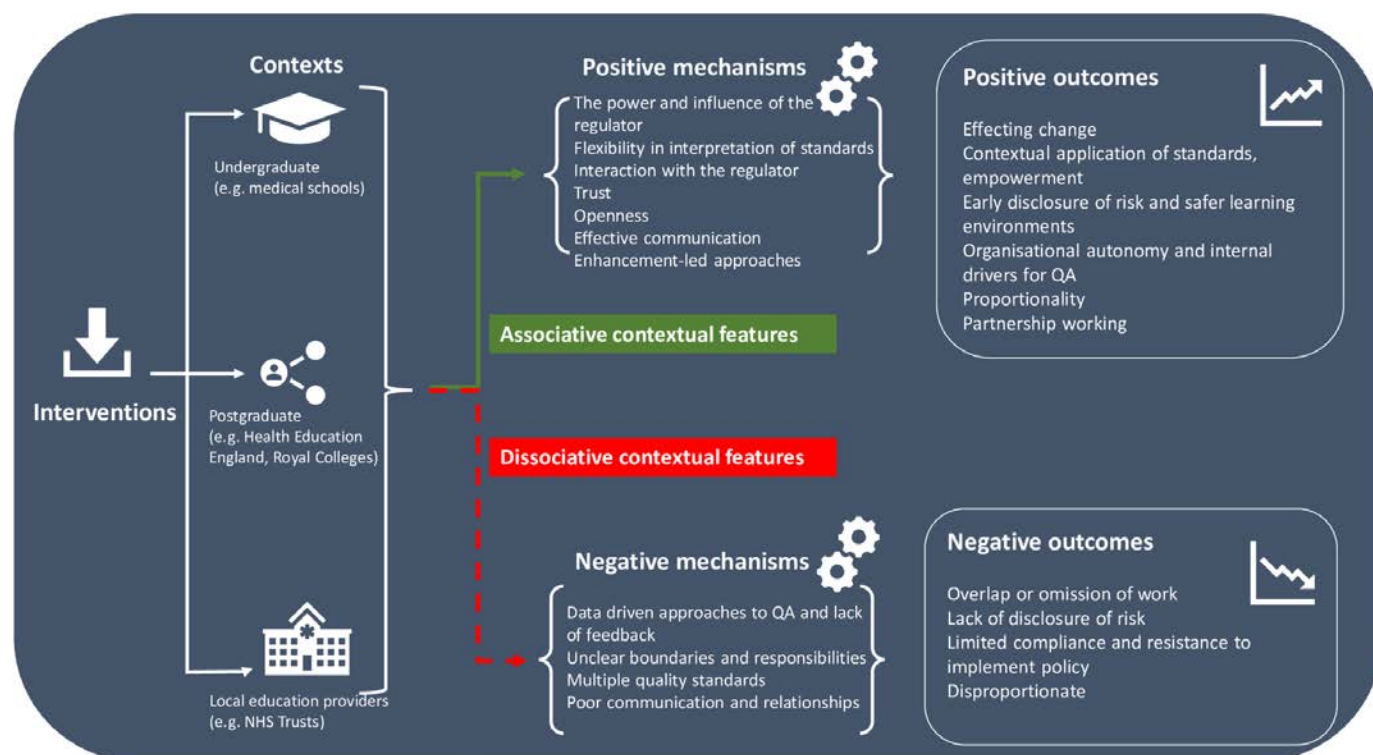 Contexts
Undergraduate
(e.g. medical schools)
Interventions
Postgraduate
(e.g. Health Education
England, Royal Colleges)
Local education providers
(e.g. NHS Trusts)
Positive mechanisms
The power and influence of the
regulator
Flexibility in interpretation of standards
Interaction with the regulator
Trust
Openness
Effective communication
Enhancement-led approaches
Associative contextual features
Dissociative contextual features
Negative mechanisms
Data driven approaches to QA and lack
of feedback
Unclear boundaries and responsibilities
Multiple quality standards
Poor communication and relationships
Positive outcomes
Effecting change
Contextual application of standards,
empowerment
Early disclosure of risk and safer learning
environments
Organisational autonomy and internal
drivers for QA
Proportionality
Partnership working
Negative outcomes
Overlap or omission of work
Lack of disclosure of risk
Limited compliance and resistance to
implement policy
Disproportionate